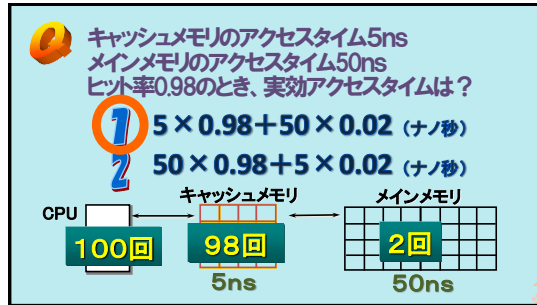 Q
キャッシュメモリのアクセスタイム5ns
メインメモリのアクセスタイム50ns
ヒット率0.98のとき、実効アクセスタイムは？
1 5×0.98＋50×0.02（ナノ秒）
2 50×0.98＋5×0.02（ナノ秒）
CPU キャッシュメモリ メインメモリ
100回 98回 2回
5ns 50ns